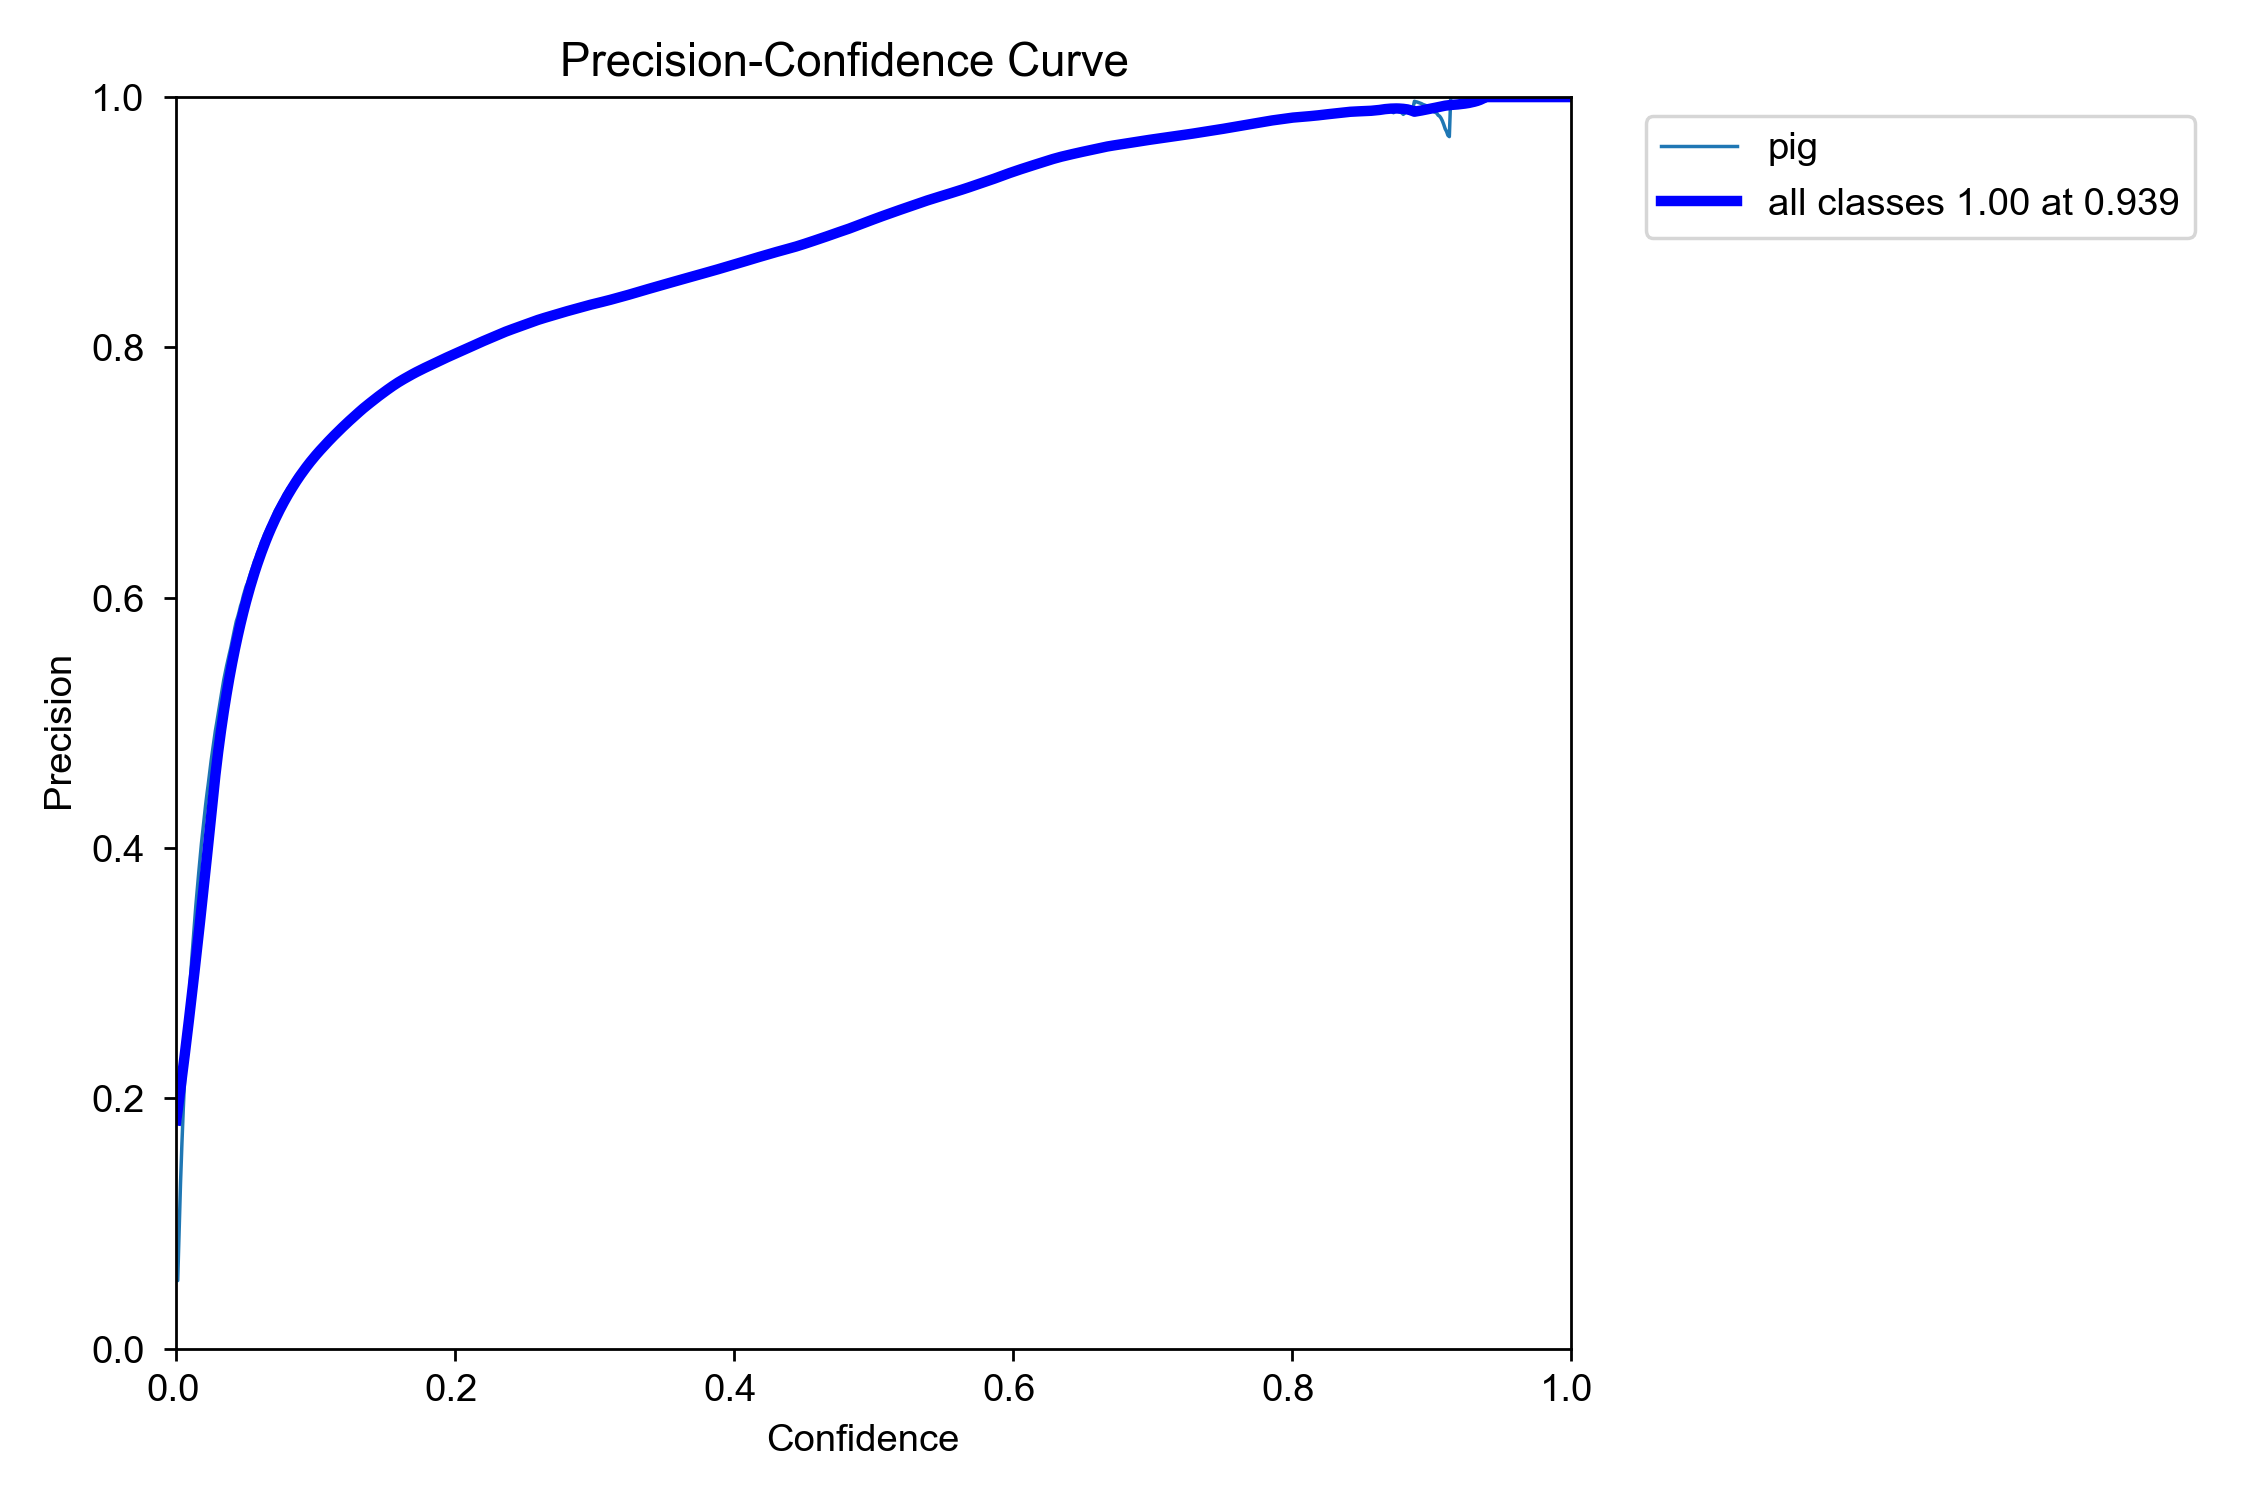 Precision-Confidence Curve
1.0
0.8
0.6
0.4
0.2
0.0
Precision
0.0 0.2 0.4 0.6 0.8 1.0
Confidence
pig
all classes 1.00 at 0.939